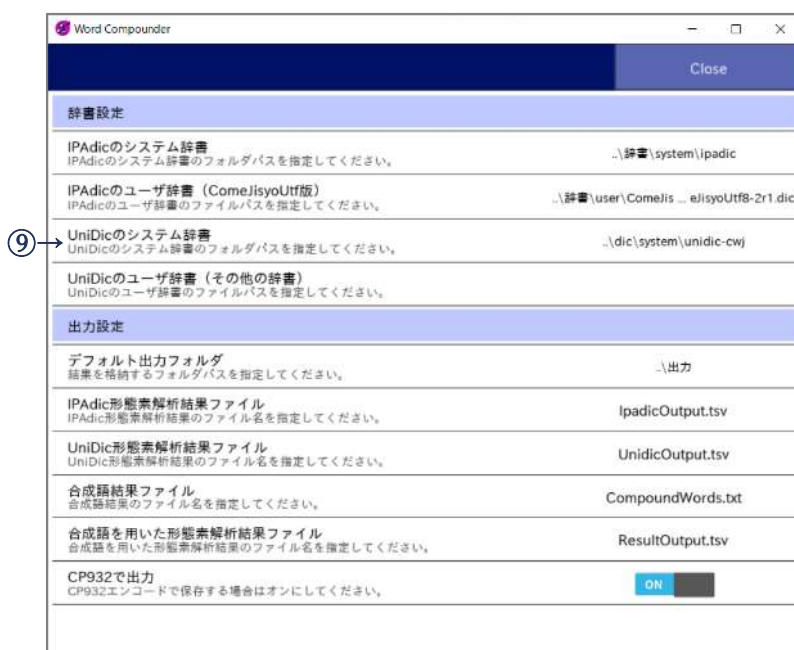 Word Compounder
Close
辞書設定
IPAdicのシステム辞書
IPAdicのシステム辞書のフォルダパスを指定してください。
..\辞書\system\ipadic
IPAdicのユーザ辞書（ComeJisyoUtf版）
IPAdicのユーザ辞書のファイルパスを指定してください。
..\辞書\user\ComeJis ... eJisyoUtf8-2r1.dic
⑨→
UniDicのシステム辞書
UniDicのシステム辞書のフォルダパスを指定してください。
..\dic\system\unidic-cwj
UniDicのユーザ辞書（その他の辞書）
UniDicのユーザ辞書のファイルパスを指定してください。
出力設定
デフォルト出力フォルダ
結果を格納するフォルダパスを指定してください。
..\出力
IPAdic形態素解析結果ファイル
IPAdic形態素解析結果のファイル名を指定してください。
IpadicOutput.tsv
UniDic形態素解析結果ファイル
UniDic形態素解析結果のファイル名を指定してください。
UnidicOutput.tsv
合成語結果ファイル
合成語結果のファイル名を指定してください。
CompoundWords.txt
合成語を用いた形態素解析結果ファイル
合成語を用いた形態素解析結果のファイル名を指定してください。
ResultOutput.tsv
CP932で出力
CP932エンコードで保存する場合はオンにしてください。
ON